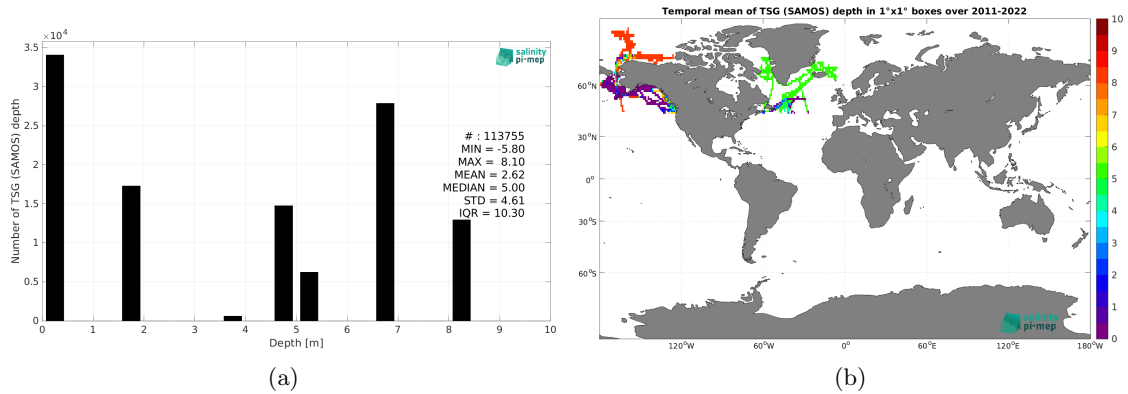 ×10⁴
3.5
3
2.5
2
1.5
1
0.5
0
Number of TSG (SAMOS) depth
salinity
pi-mep
# : 113755
MIN = -5.80
MAX = 8.10
MEAN = 2.62
MEDIAN = 5.00
STD = 4.61
IQR = 10.30
0 1 2 3 4 5 6 7 8 9 10
Depth [m]
(a)
Temporal mean of TSG (SAMOS) depth in 1°x1° boxes over 2011-2022
60°N
30°N
0°
30°S
60°S
120°W 60°W 0° 60°E 120°E 180°W
salinity
pi-mep
10
9
8
7
6
5
4
3
2
1
0
(b)